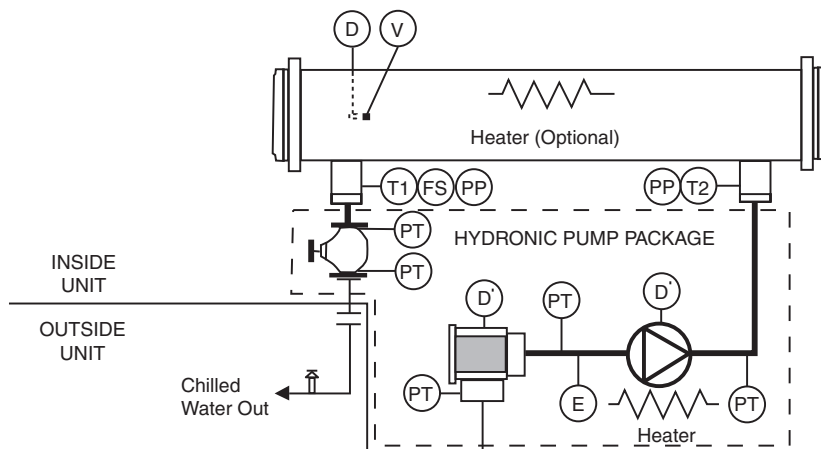 D V
Heater (Optional)
T1 FS PP
PP T2
PT
HYDRONIC PUMP PACKAGE
PT
INSIDE
UNIT
OUTSIDE
UNIT
D'
PT
D'
Chilled
Water Out
PT
E
PT
Heater